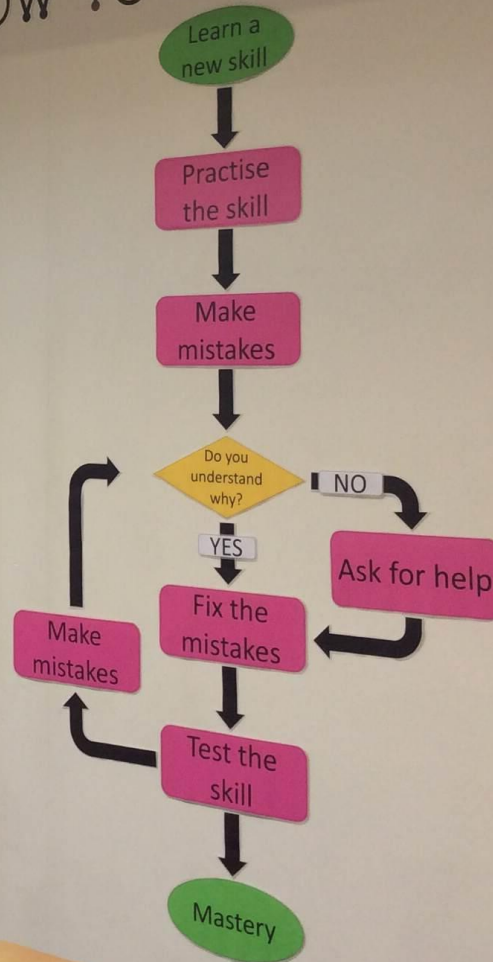 Learn a
new skill
Practise
the skill
Make
mistakes
Do you
understand
why?
NO
YES
Ask for help
Fix the
mistakes
Make
mistakes
Test the
skill
Mastery